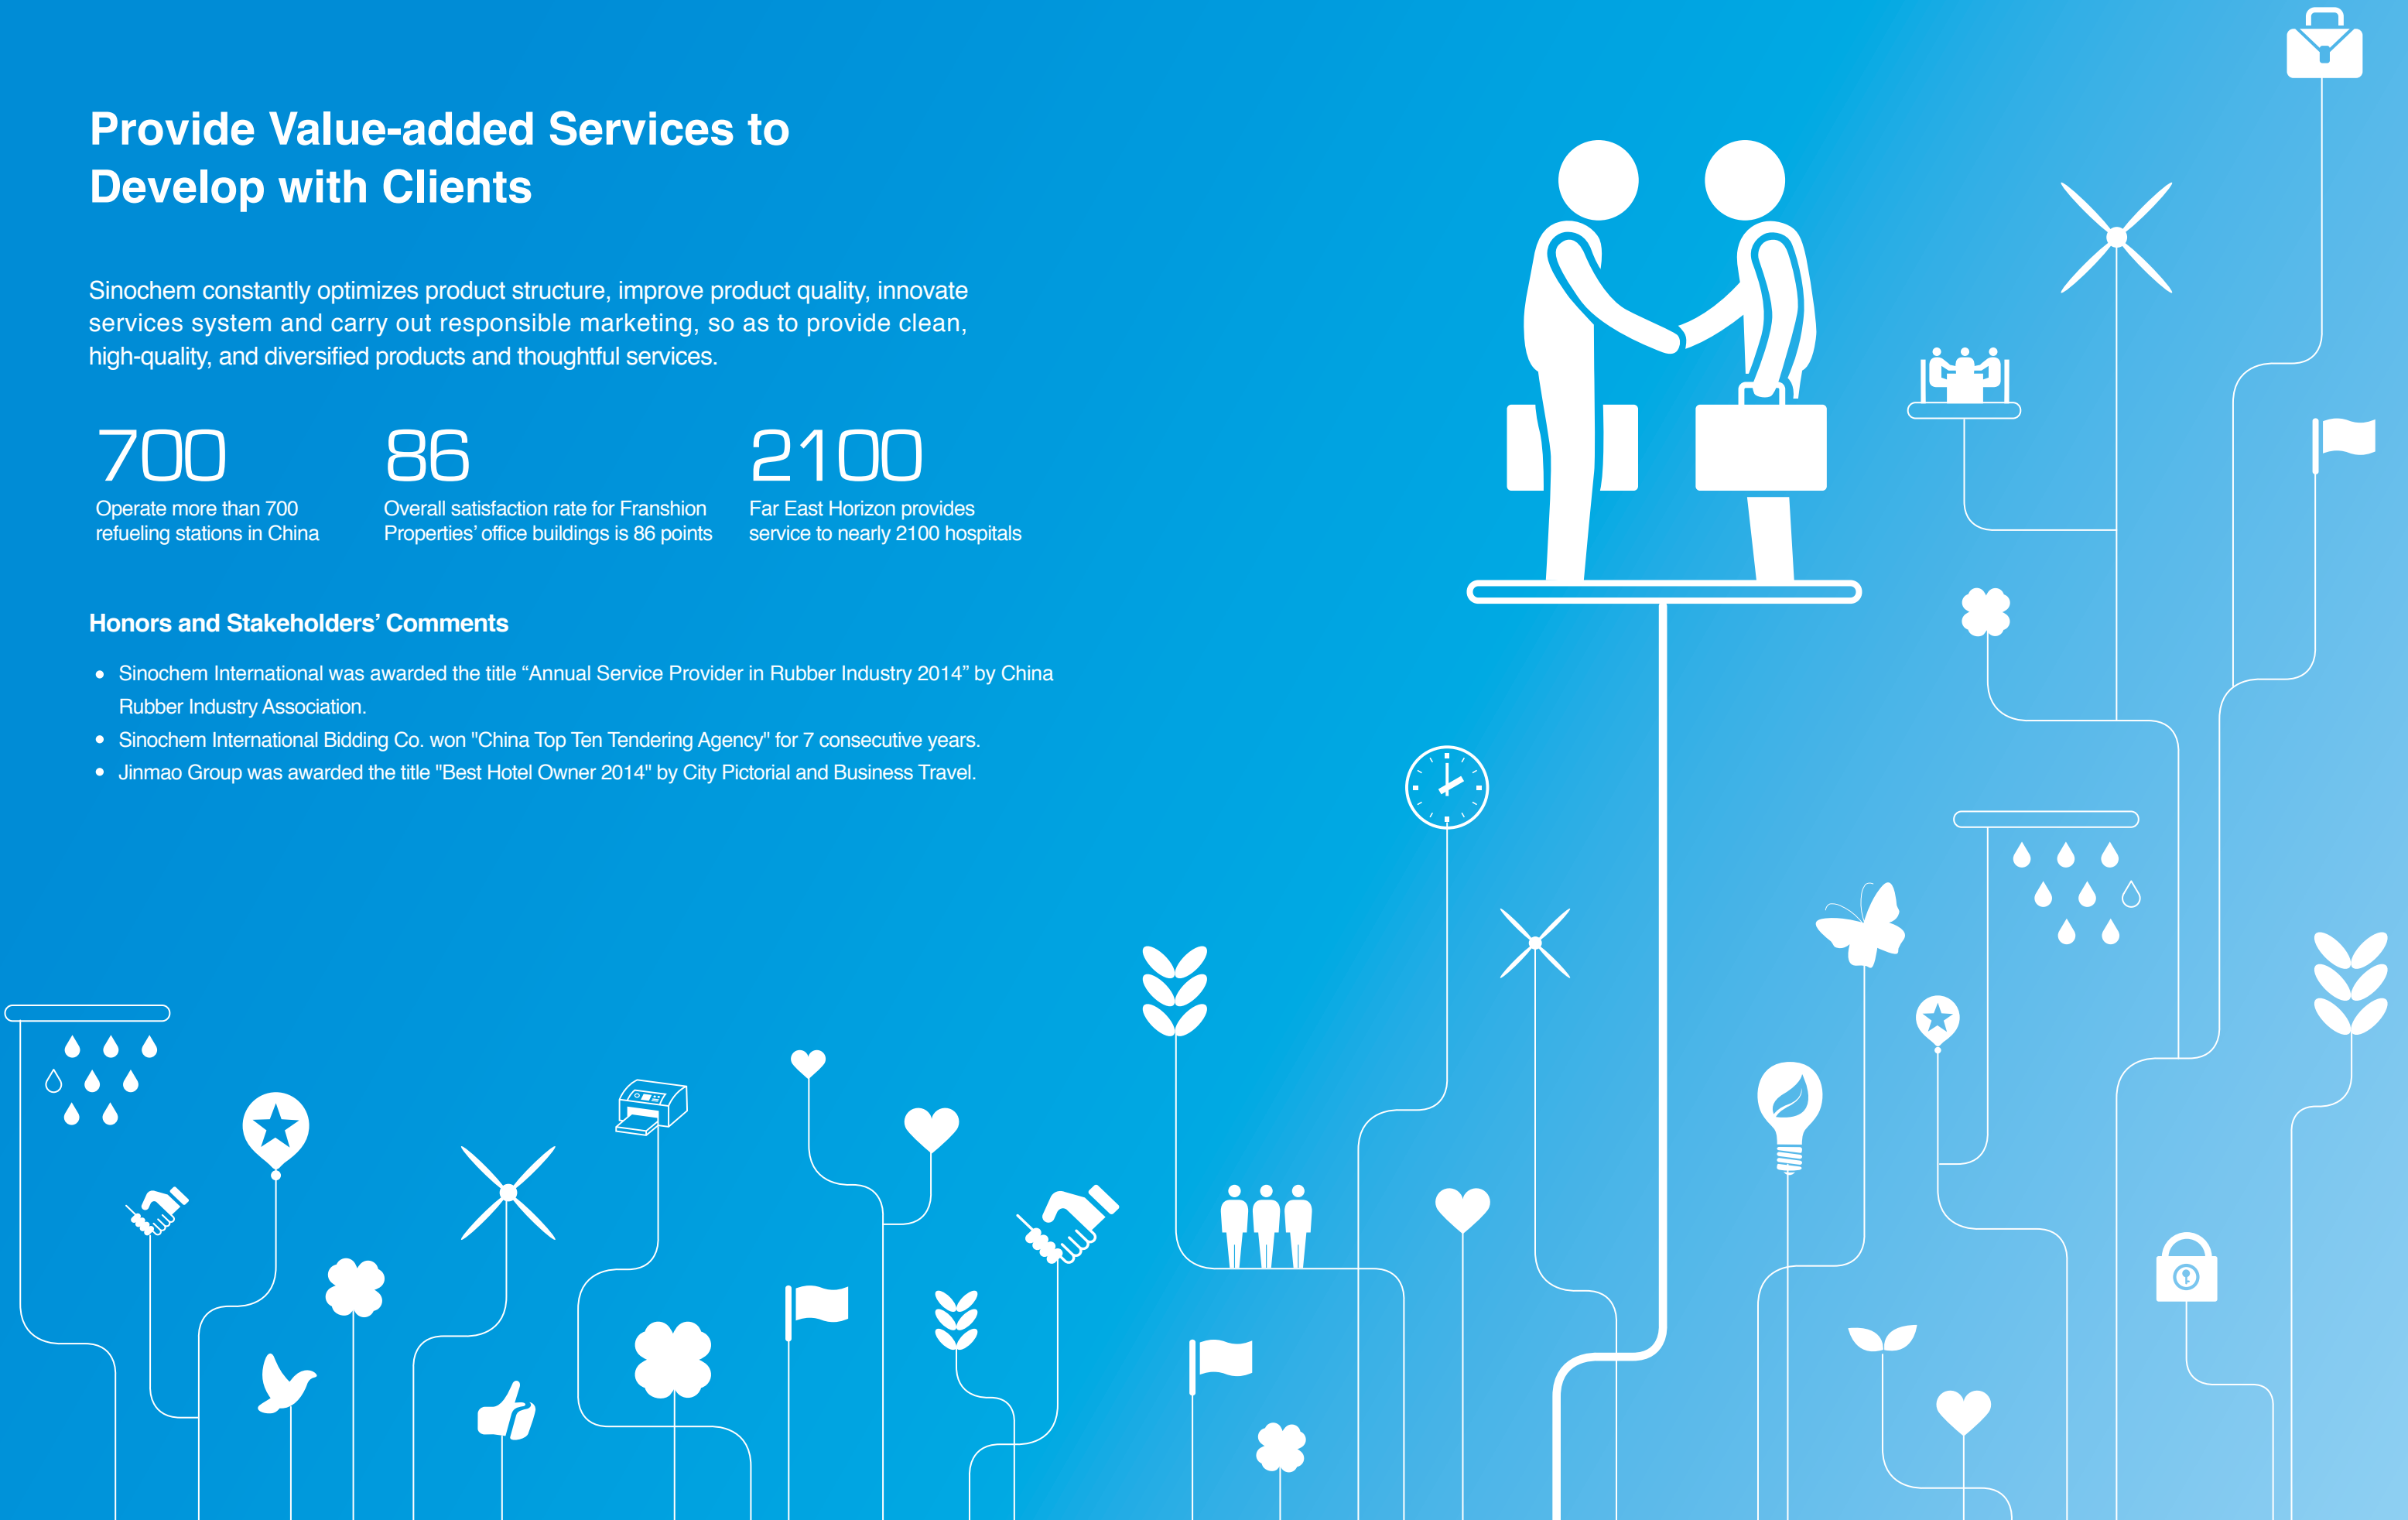 Provide Value-added Services to
Develop with Clients
Sinochem constantly optimizes product structure, improve product quality, innovate
services system and carry out responsible marketing, so as to provide clean,
high-quality, and diversified products and thoughtful services.
700
Operate more than 700
refueling stations in China
86
Overall satisfaction rate for Franshion
Properties’ office buildings is 86 points
2100
Far East Horizon provides
service to nearly 2100 hospitals
Honors and Stakeholders’ Comments
• Sinochem International was awarded the title “Annual Service Provider in Rubber Industry 2014” by China
Rubber Industry Association.
• Sinochem International Bidding Co. won "China Top Ten Tendering Agency" for 7 consecutive years.
• Jinmao Group was awarded the title "Best Hotel Owner 2014" by City Pictorial and Business Travel.